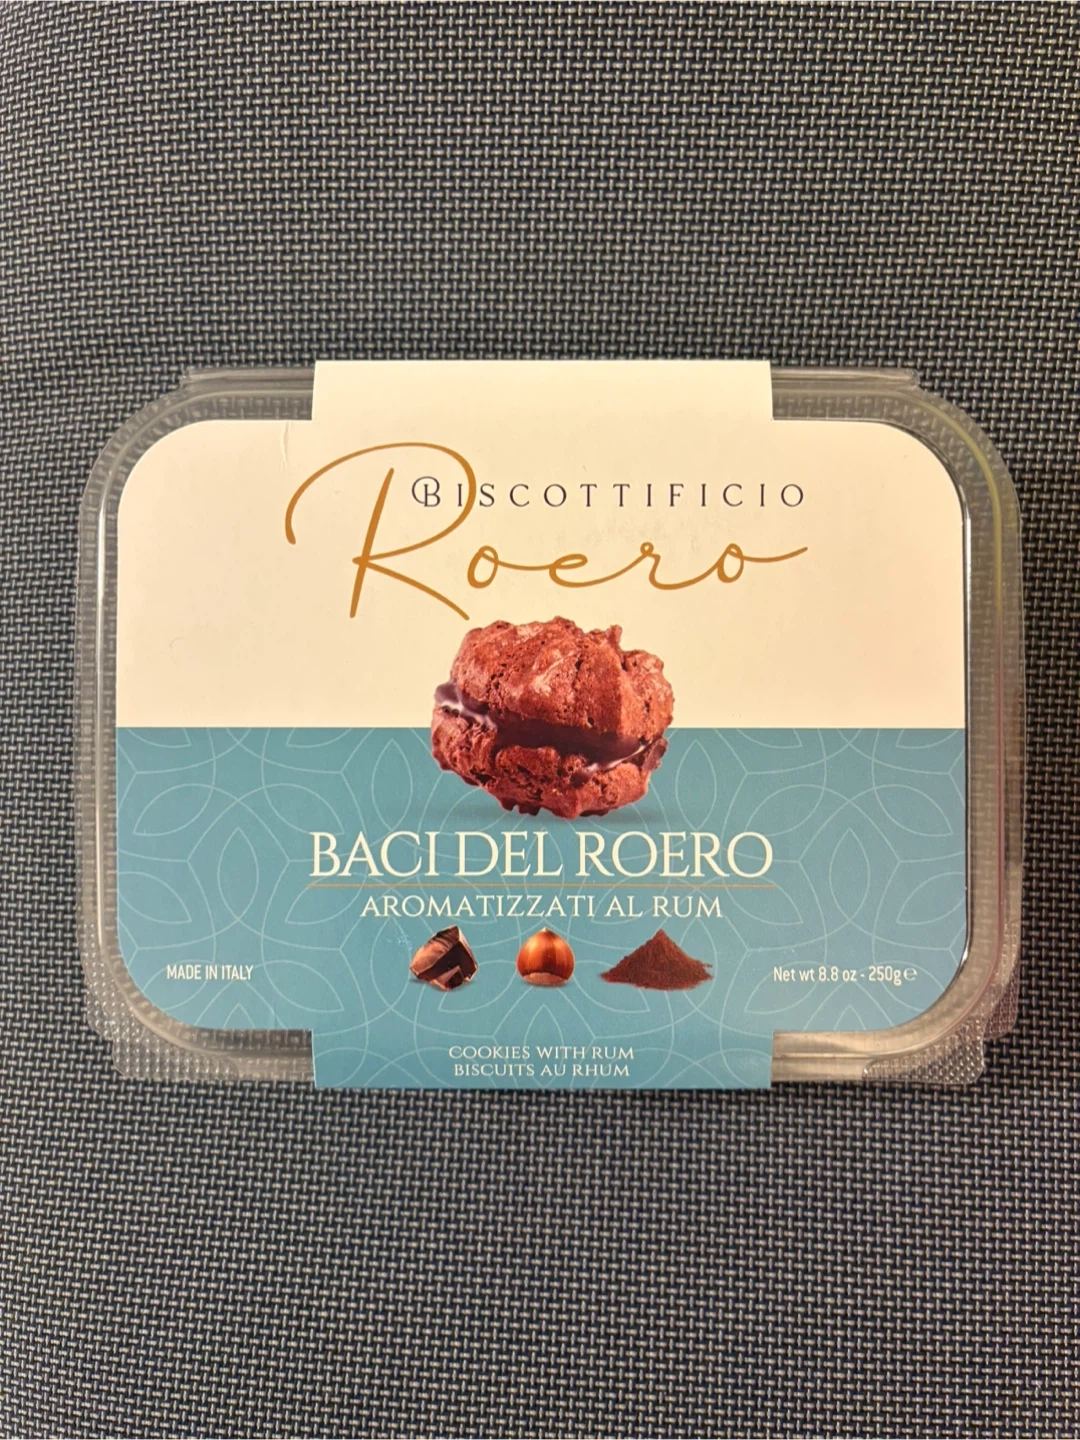 BISCOTTIFICIO
Roero
BACI DEL ROERO
AROMATIZZATI AL RUM
MADE IN ITALY
Net wt 8.8 oz - 250g ℮
COOKIES WITH RUM
BISCUITS AU RHUM